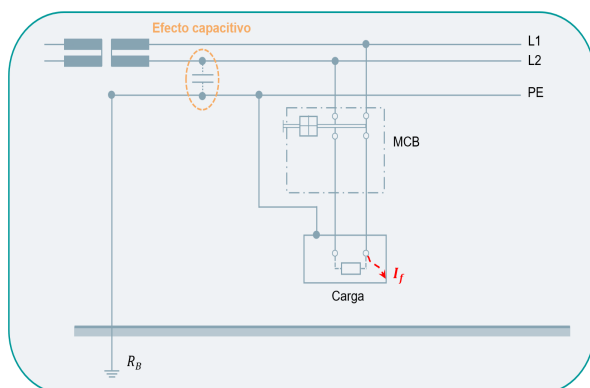 Efecto capacitivo
L1
L2
PE
MCB
I_f
Carga
R_B